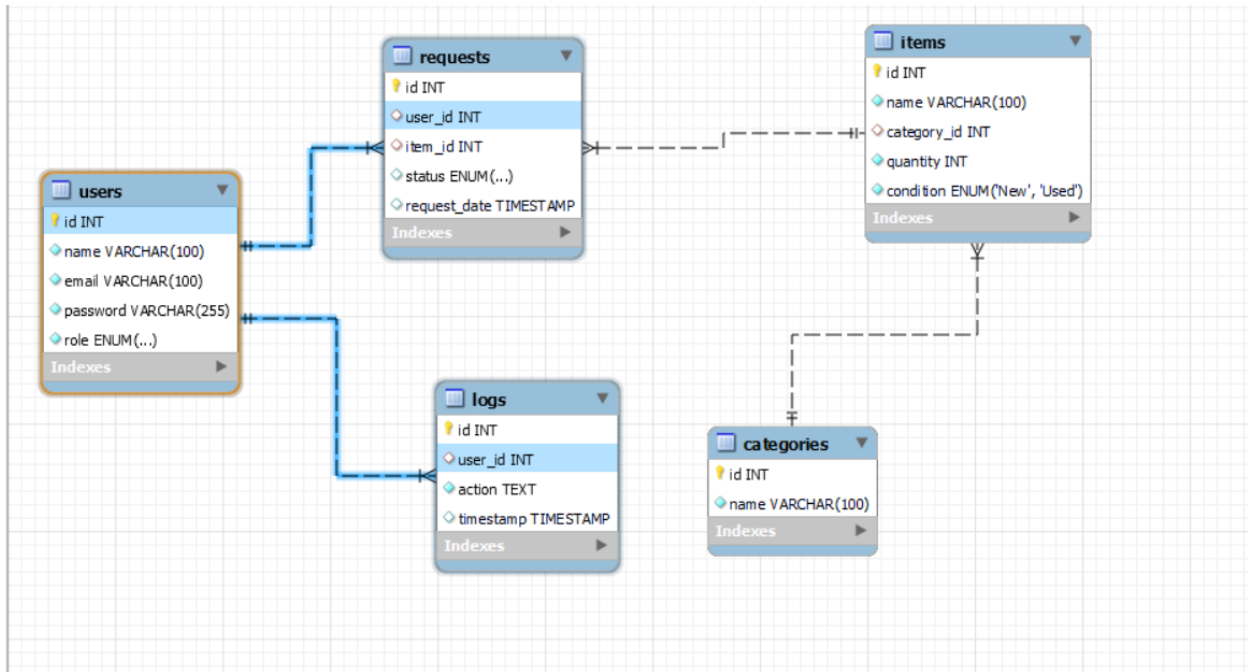 requests
id INT
user_id INT
item_id INT
status ENUM(...)
request_date TIMESTAMP
Indexes
items
id INT
name VARCHAR(100)
category_id INT
quantity INT
condition ENUM('New', 'Used')
Indexes
users
id INT
name VARCHAR(100)
email VARCHAR(100)
password VARCHAR(255)
role ENUM(...)
Indexes
logs
id INT
user_id INT
action TEXT
timestamp TIMESTAMP
Indexes
categories
id INT
name VARCHAR(100)
Indexes